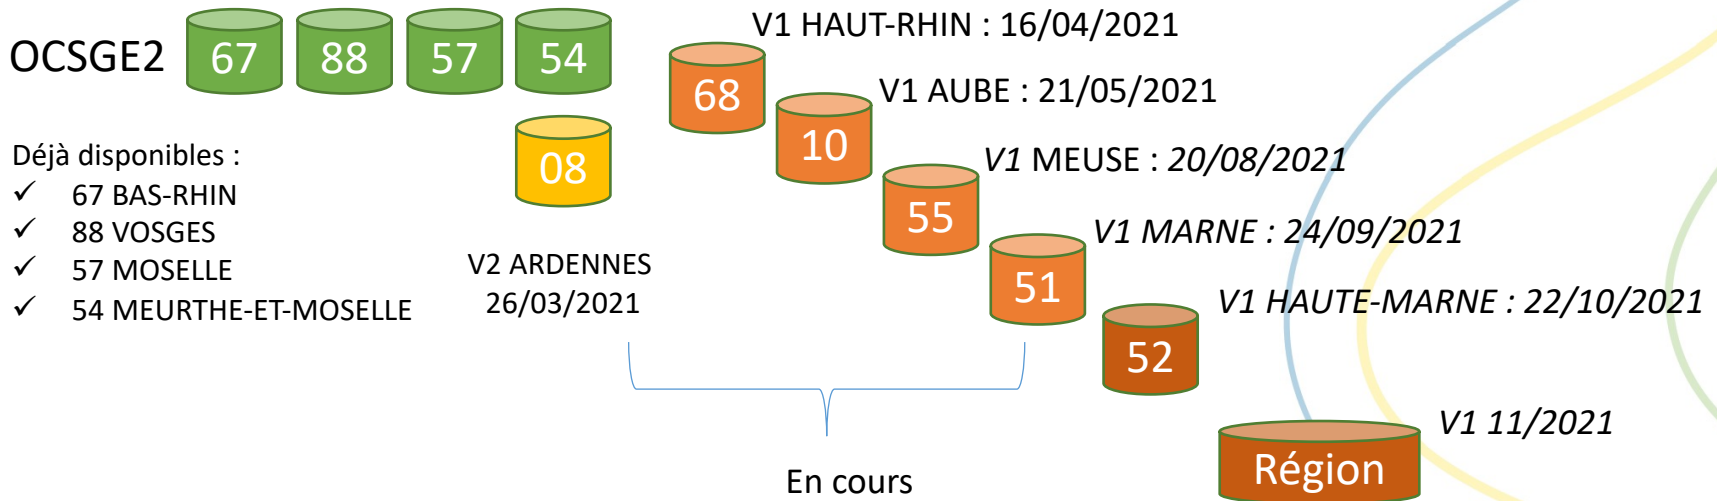 OCSGE2
67
88
57
54
08
Déjà disponibles :
✓ 67 BAS-RHIN
✓ 88 VOSGES
✓ 57 MOSELLE
✓ 54 MEURTHE-ET-MOSELLE
V2 ARDENNES
26/03/2021
V1 HAUT-RHIN : 16/04/2021
68
V1 AUBE : 21/05/2021
10
V1 MEUSE : 20/08/2021
55
V1 MARNE : 24/09/2021
51
V1 HAUTE-MARNE : 22/10/2021
52
V1 11/2021
Région
En cours